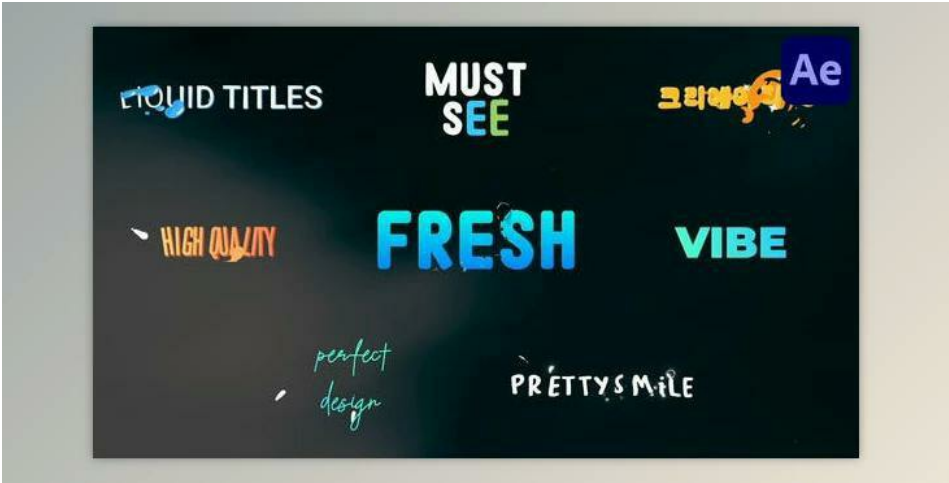 LIQUID TITLES
MUST
SEE
Ae
HIGH QUALITY
FRESH
VIBE
perfect
design
PRETTY SMiLE